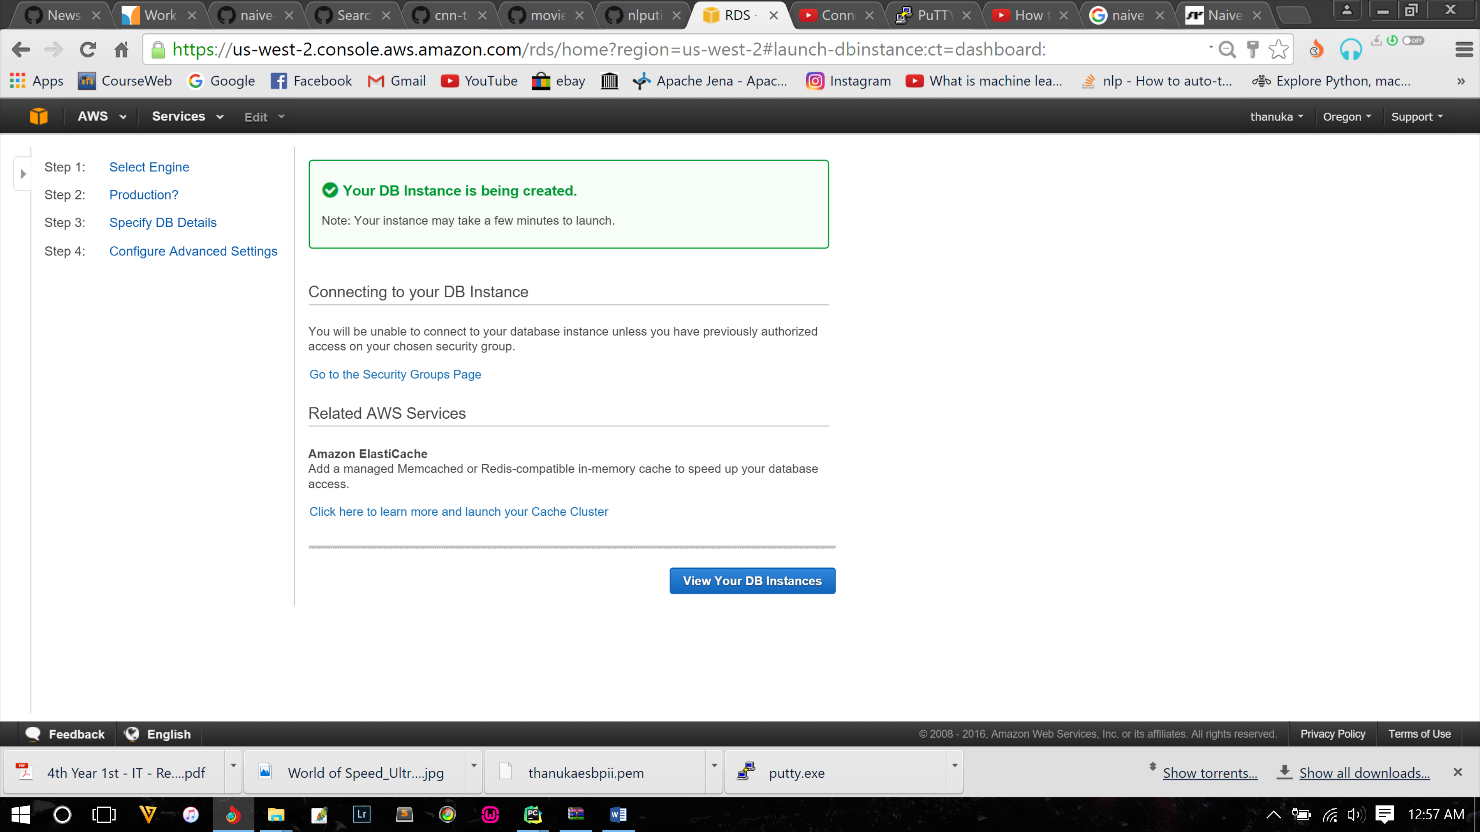 News
Work
naive
Searc
cnn-t
movie
nlputi
RDS ·
Conn
PuTTY
How t
naive
Naive
https://us-west-2.console.aws.amazon.com/rds/home?region=us-west-2#launch-dbinstance:ct=dashboard:
Apps
CourseWeb
Google
Facebook
Gmail
YouTube
ebay
Apache Jena - Apac...
Instagram
What is machine lea...
nlp - How to auto-t...
Explore Python, mac...
»
AWS
Services
Edit
thanuka
Oregon
Support
Step 1: Select Engine
Step 2: Production?
Step 3: Specify DB Details
Step 4: Configure Advanced Settings
Your DB Instance is being created.
Note: Your instance may take a few minutes to launch.
Connecting to your DB Instance
You will be unable to connect to your database instance unless you have previously authorized
access on your chosen security group.
Go to the Security Groups Page
Related AWS Services
Amazon ElastiCache
Add a managed Memcached or Redis-compatible in-memory cache to speed up your database
access.
Click here to learn more and launch your Cache Cluster
View Your DB Instances
Feedback
English
© 2008 - 2016, Amazon Web Services, Inc. or its affiliates. All rights reserved.
Privacy Policy
Terms of Use
4th Year 1st - IT - Re....pdf
World of Speed_Ultr....jpg
thanukaesbpii.pem
putty.exe
Show torrents...
Show all downloads...
Lr
PC
W
12:57 AM